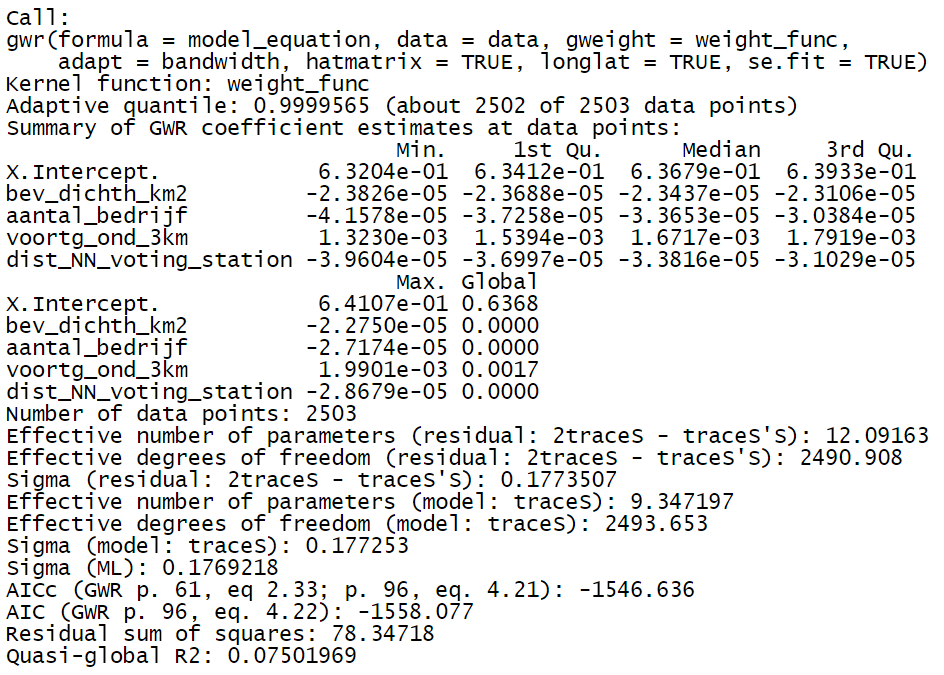 Call:
gwr(formula = model_equation, data = data, gweight = weight_func,
    adapt = bandwidth, hatmatrix = TRUE, longlat = TRUE, se.fit = TRUE)
Kernel function: weight_func
Adaptive quantile: 0.9999565 (about 2502 of 2503 data points)
Summary of GWR coefficient estimates at data points:
                              Min.     1st Qu.      Median     3rd Qu.
X.Intercept.            6.3204e-01  6.3412e-01  6.3679e-01  6.3933e-01
bev_dichth_km2         -2.3826e-05 -2.3688e-05 -2.3437e-05 -2.3106e-05
aantal_bedrijf         -4.1578e-05 -3.7258e-05 -3.3653e-05 -3.0384e-05
voortg_ond_3km          1.3230e-03  1.5394e-03  1.6717e-03  1.7919e-03
dist_NN_voting_station -3.9604e-05 -3.6997e-05 -3.3816e-05 -3.1029e-05
                              Max. Global
X.Intercept.            6.4107e-01 0.6368
bev_dichth_km2         -2.2750e-05 0.0000
aantal_bedrijf         -2.7174e-05 0.0000
voortg_ond_3km          1.9901e-03 0.0017
dist_NN_voting_station -2.8679e-05 0.0000
Number of data points: 2503
Effective number of parameters (residual: 2traceS - traceS'S): 12.09163
Effective degrees of freedom (residual: 2traceS - traceS'S): 2490.908
Sigma (residual: 2traceS - traceS'S): 0.1773507
Effective number of parameters (model: traceS): 9.347197
Effective degrees of freedom (model: traceS): 2493.653
Sigma (model: traceS): 0.177253
Sigma (ML): 0.1769218
AICc (GWR p. 61, eq 2.33; p. 96, eq. 4.21): -1546.636
AIC (GWR p. 96, eq. 4.22): -1558.077
Residual sum of squares: 78.34718
Quasi-global R2: 0.07501969